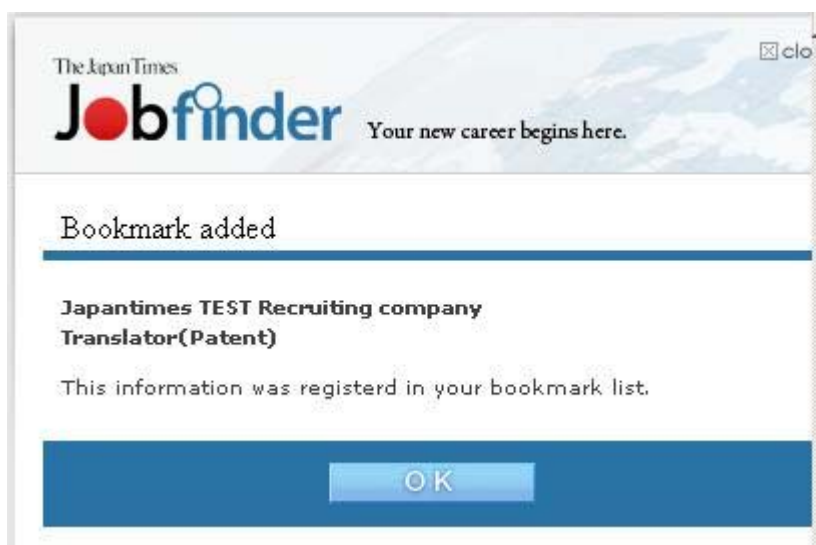 The Japan Times
Jobfinder
Your new career begins here.
clo
Bookmark added
Japantimes TEST Recruiting company
Translator(Patent)
This information was registerd in your bookmark list.
OK